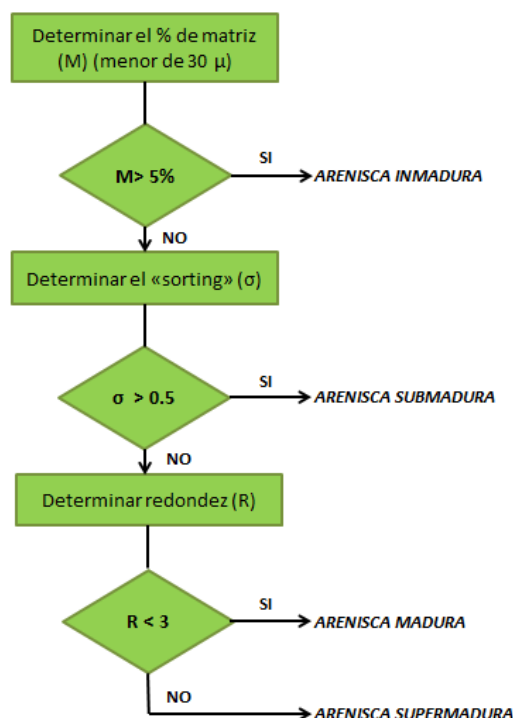 Determinar el % de matriz
(M) (menor de 30 µ)
M> 5%
SI
ARENISCA INMADURA
NO
Determinar el «sorting» (σ)
σ > 0.5
SI
ARENISCA SUBMADURA
NO
Determinar redondez (R)
R < 3
SI
ARENISCA MADURA
NO
ARENISCA SUPERMADURA